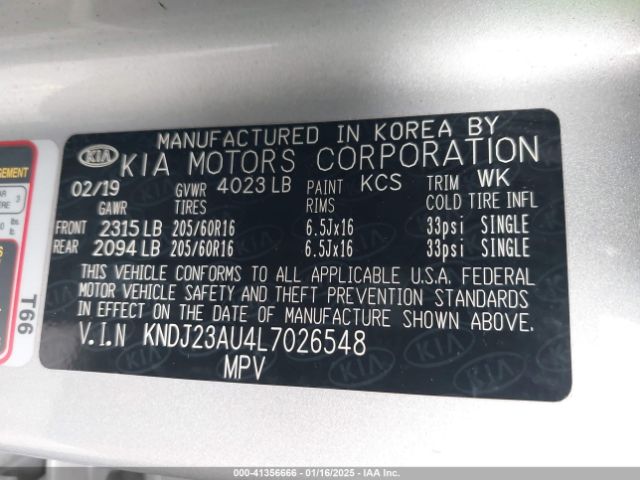 MANUFACTURED IN KOREA BY
KIA KIA MOTORS CORPORATION
02/19 GVWR 4023 LB PAINT KCS TRIM WK
GAWR TIRES RIMS COLD TIRE INFL
FRONT 2315 LB 205/60R16 6.5Jx16 33psi SINGLE
REAR 2094 LB 205/60R16 6.5Jx16 33psi SINGLE
THIS VEHICLE CONFORMS TO ALL APPLICABLE U.S.A. FEDERAL
MOTOR VEHICLE SAFETY AND THEFT PREVENTION STANDARDS
IN EFFECT ON THE DATE OF MANUFACTURE SHOWN ABOVE.
V.I.N KNDJ23AU4L7026548
MPV
T66
0-41356666 - 01/16/2025 - IAA Inc.